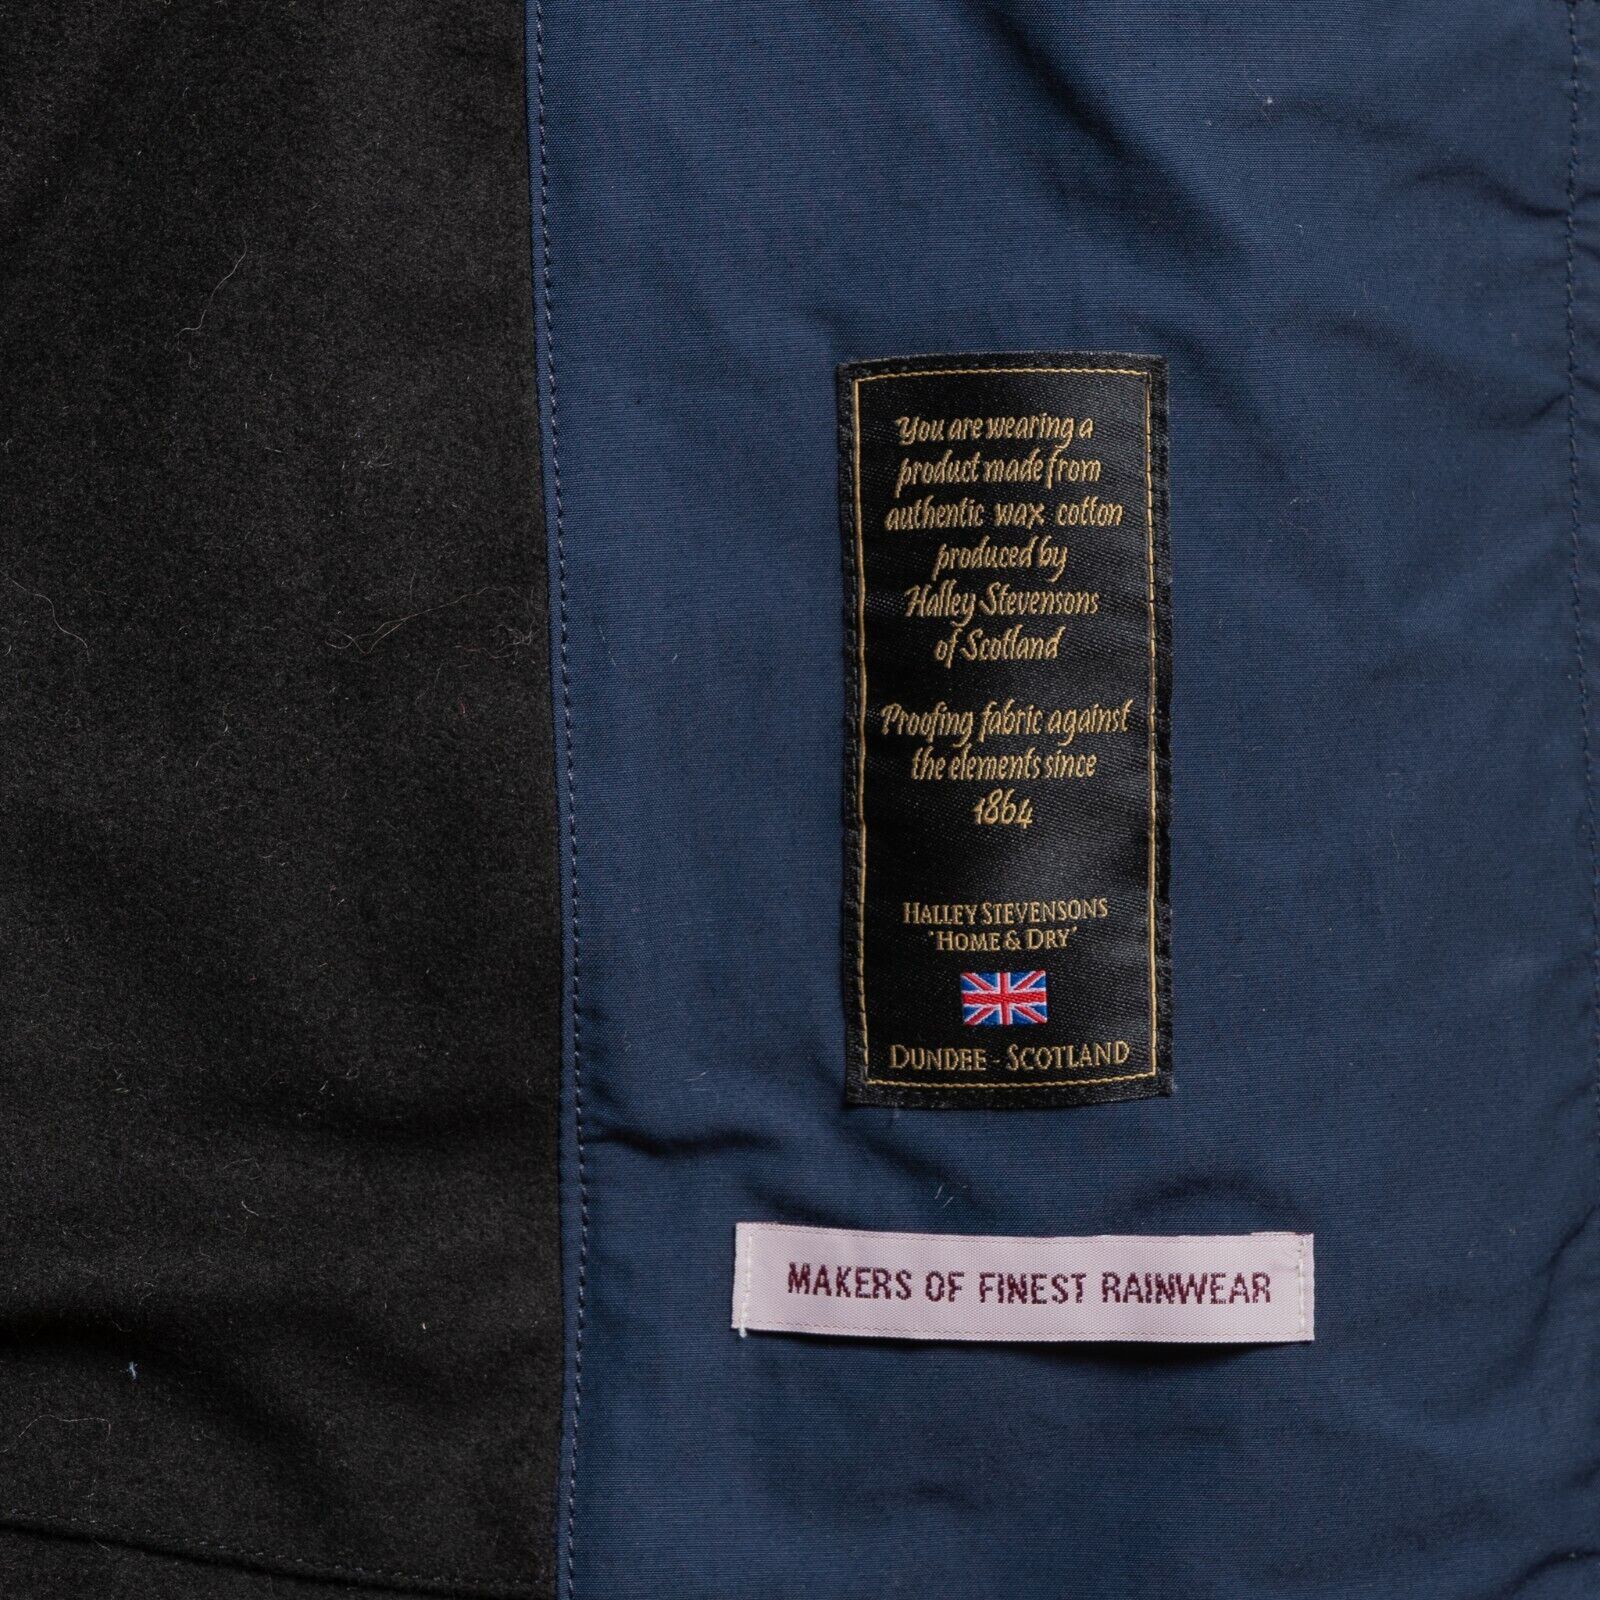 You are wearing a
product made from
authentic wax cotton
produced by
Halley Stevensons
of Scotland
Proofing fabric against
the elements since
1864
HALLEY STEVENSONS
'HOME & DRY'
DUNDEE - SCOTLAND
MAKERS OF FINEST RAINWEAR